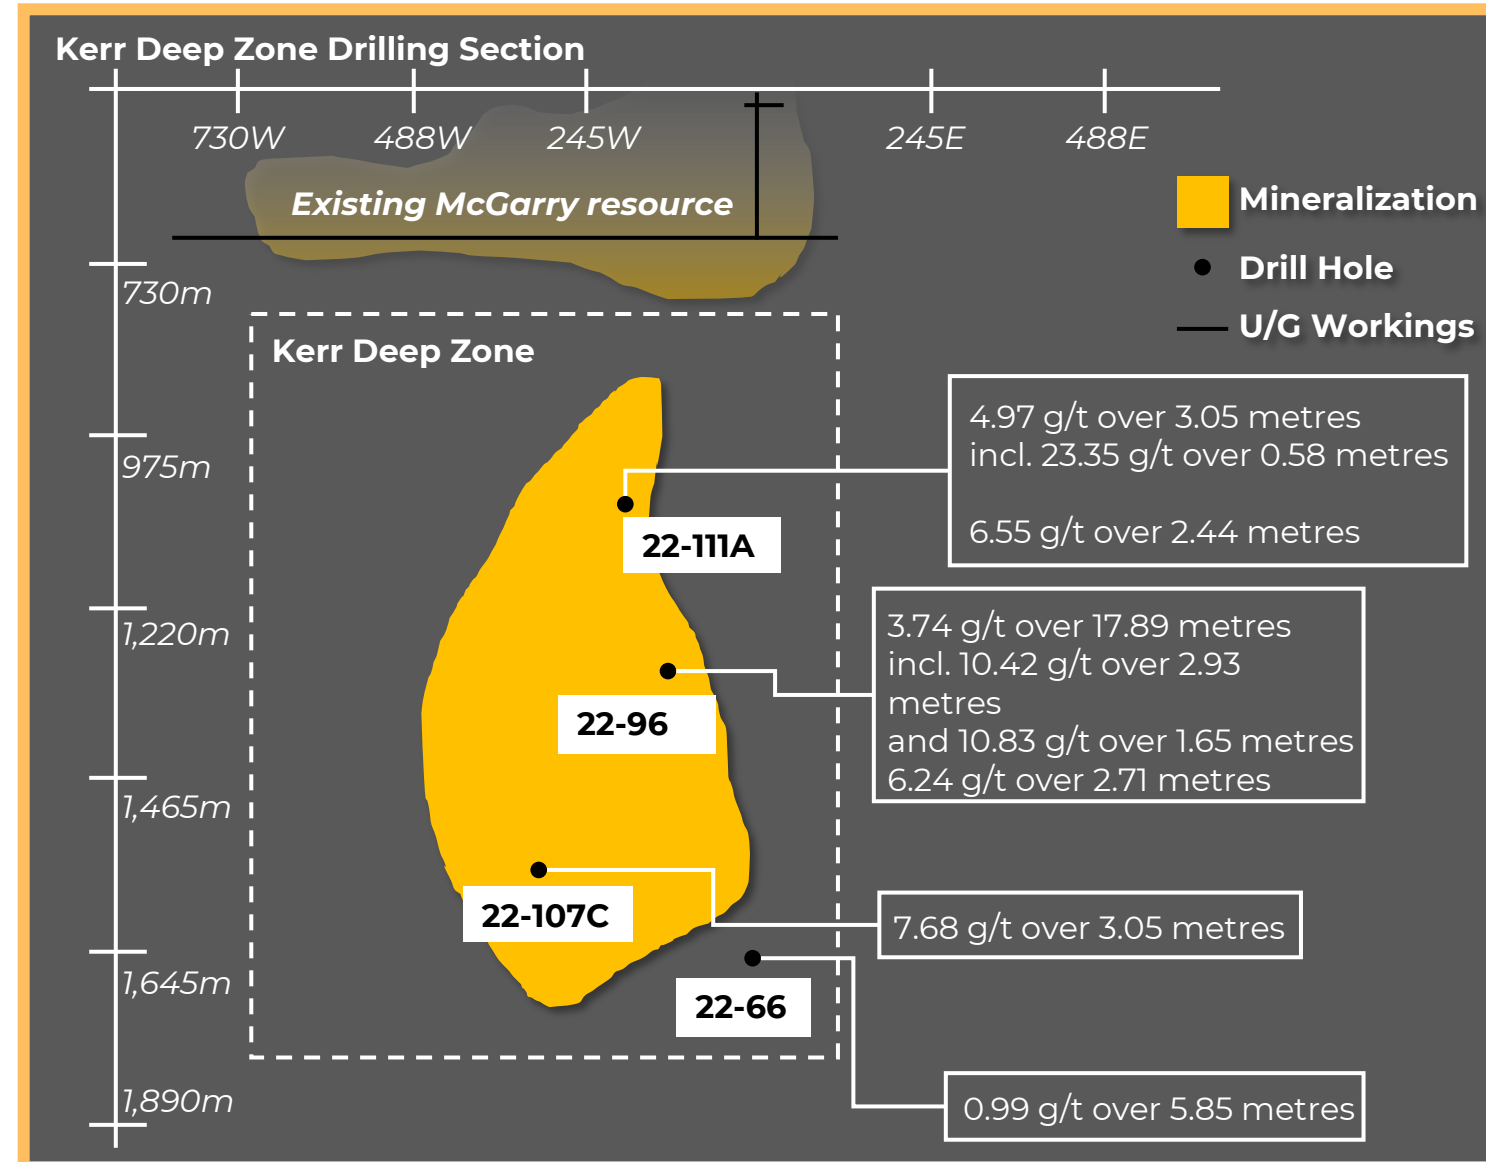 Kerr Deep Zone Drilling Section
730W
488W
245W
245E
488E
Existing McGarry resource
Mineralization
Drill Hole
U/G Workings
730m
975m
1,220m
1,465m
1,645m
1,890m
Kerr Deep Zone
22-111A
4.97 g/t over 3.05 metres
incl. 23.35 g/t over 0.58 metres
6.55 g/t over 2.44 metres
22-96
3.74 g/t over 17.89 metres
incl. 10.42 g/t over 2.93
metres
and 10.83 g/t over 1.65 metres
6.24 g/t over 2.71 metres
22-107C
7.68 g/t over 3.05 metres
22-66
0.99 g/t over 5.85 metres